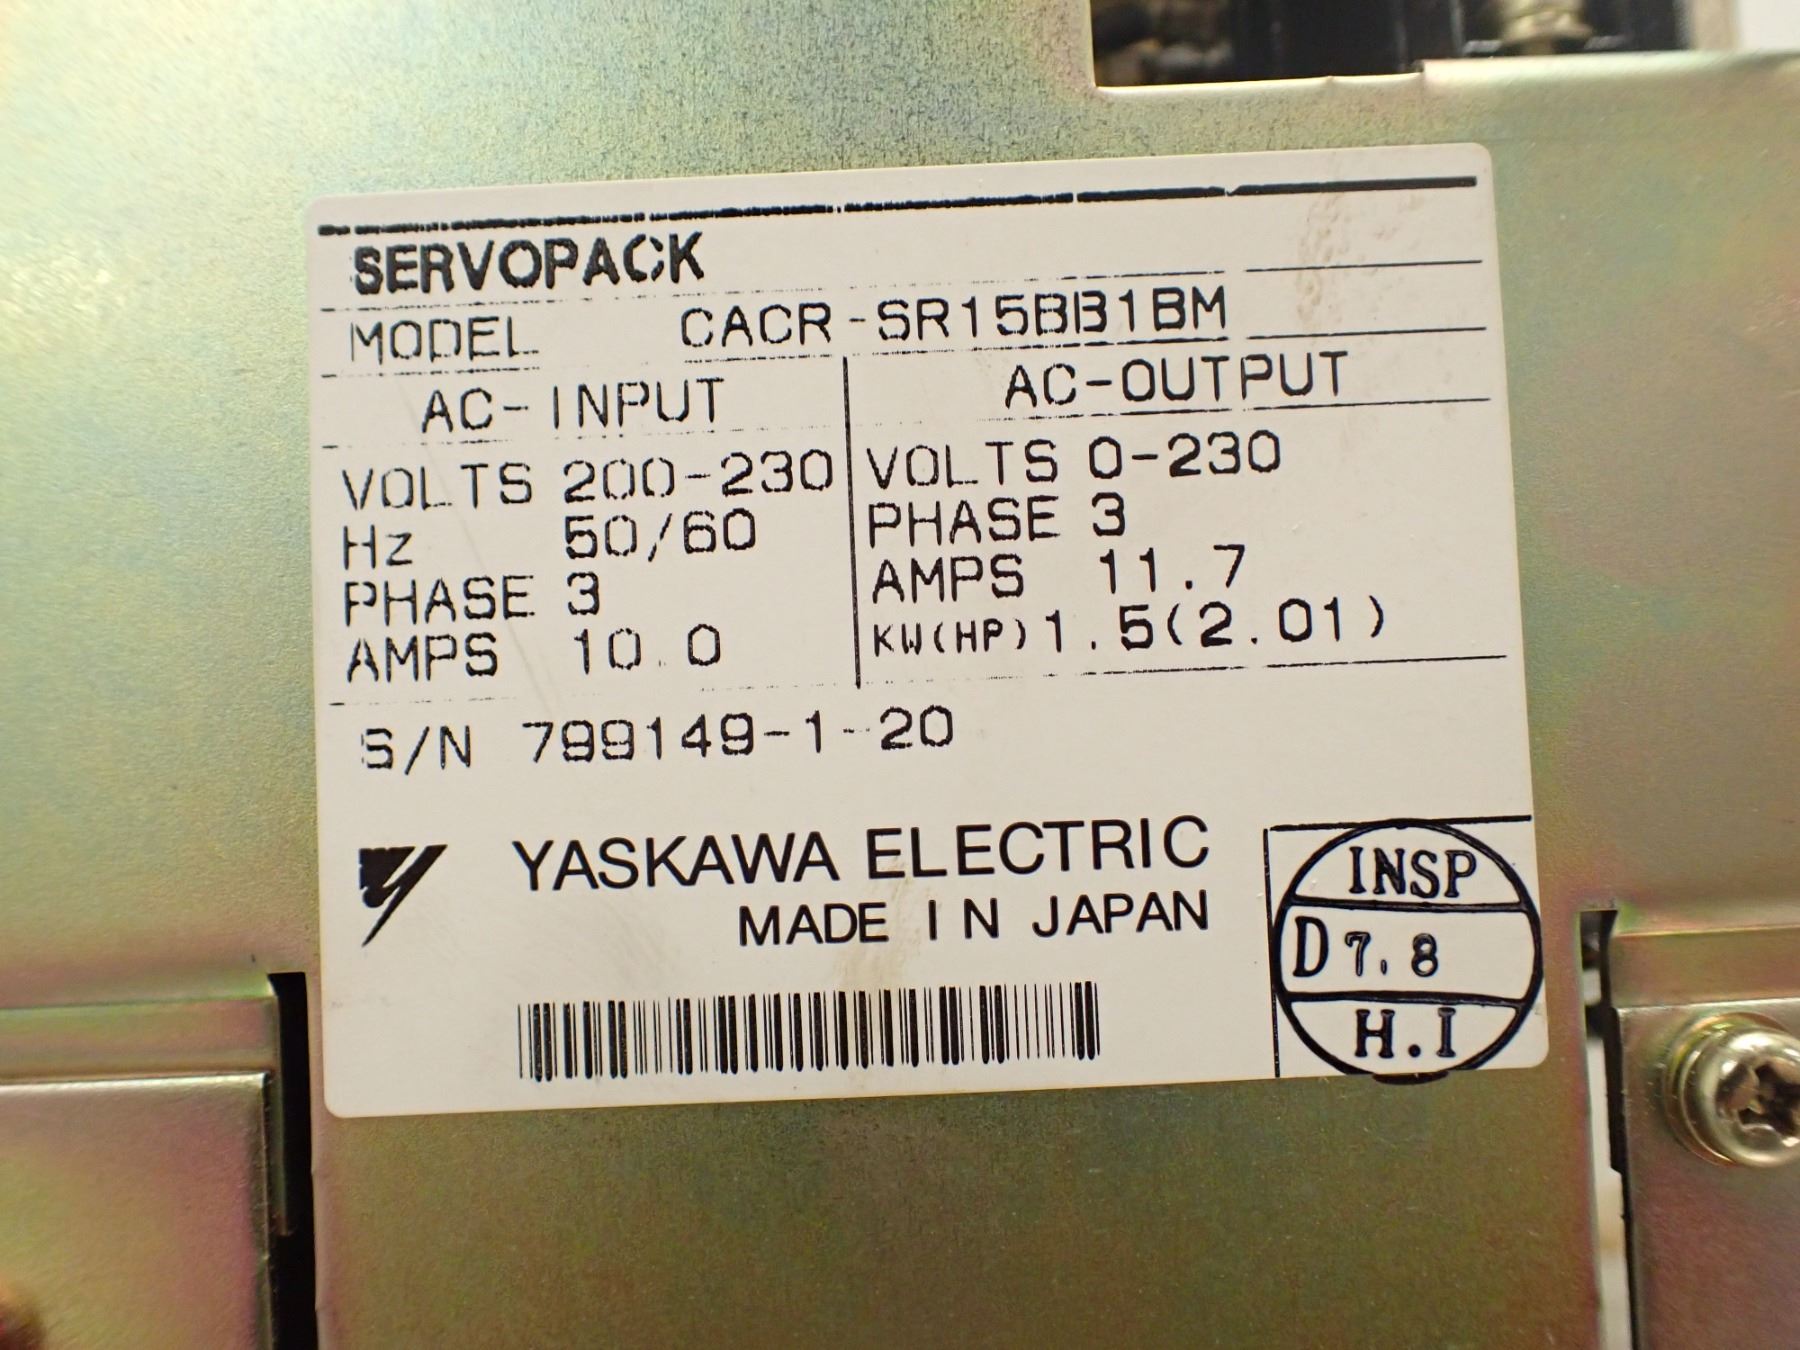 SERVOPACK
MODEL CACR-SR15BB1BM
AC-INPUT AC-OUTPUT
VOLTS 200-230 VOLTS 0-230
Hz 50/60 PHASE 3
PHASE 3 AMPS 11.7
AMPS 10.0 KW(HP) 1.5(2.01)
S/N 799149-1-20
YASKAWA ELECTRIC
MADE IN JAPAN
INSP
D 7.8
H.I